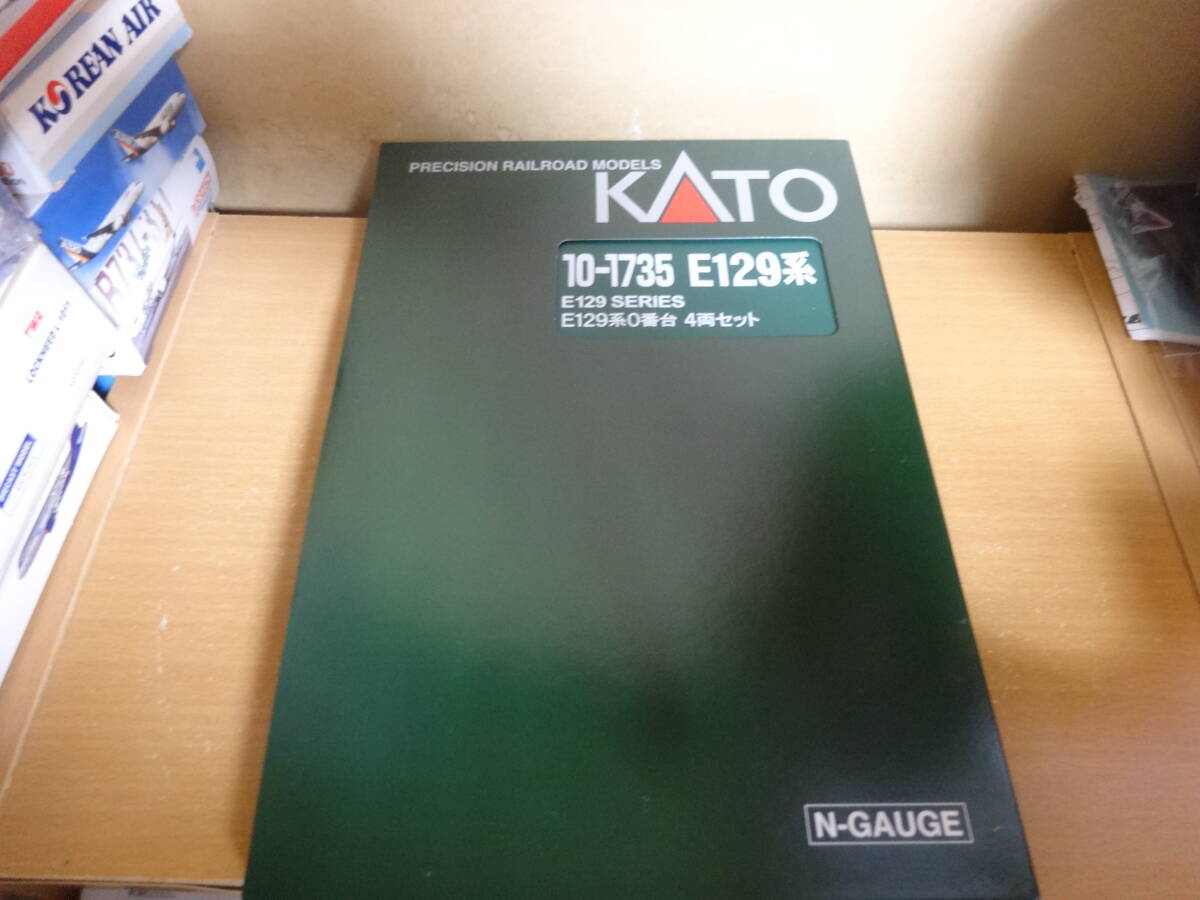 KOREAN AIR
PRECISION RAILROAD MODELS
KATO
10-1735 E129系
E129 SERIES
E129系0番台 4両セット
N-GAUGE